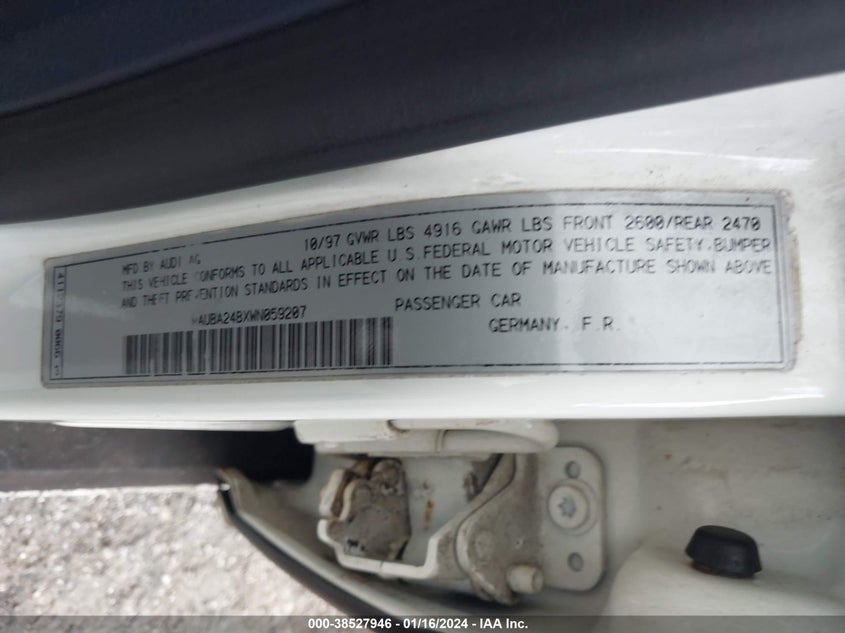 10/97 GVWR LBS 4916 GAWR LBS FRONT 2600/REAR 2470
MFD BY AUDI AG
THIS VEHICLE CONFORMS TO ALL APPLICABLE U.S. FEDERAL MOTOR VEHICLE SAFETY, BUMPER
AND THEFT PREVENTION STANDARDS IN EFFECT ON THE DATE OF MANUFACTURE SHOWN ABOVE
AUBA24BXWN059207 PASSENGER CAR
GERMANY, F.R.
000-38527946 - 01/16/2024 - IAA Inc.